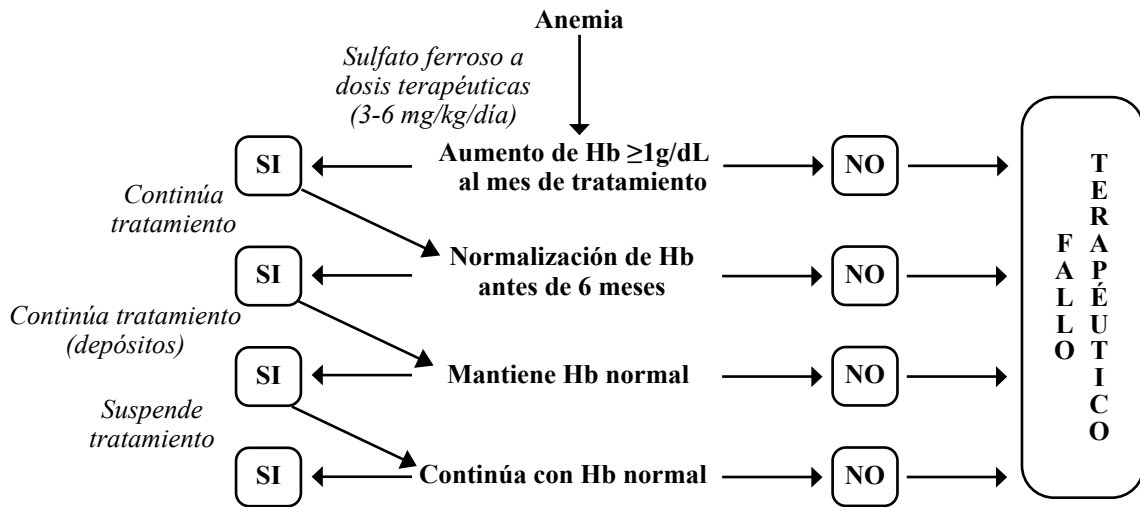 Anemia
Sulfato ferroso a
dosis terapéuticas
(3-6 mg/kg/día)
SI
Aumento de Hb ≥1g/dL
al mes de tratamiento
NO
Continúa
tratamiento
SI
Normalización de Hb
antes de 6 meses
NO
Continúa tratamiento
(depósitos)
SI
Mantiene Hb normal
NO
Suspende
tratamiento
SI
Continúa con Hb normal
NO
FALLO
TERAPÉUTICO